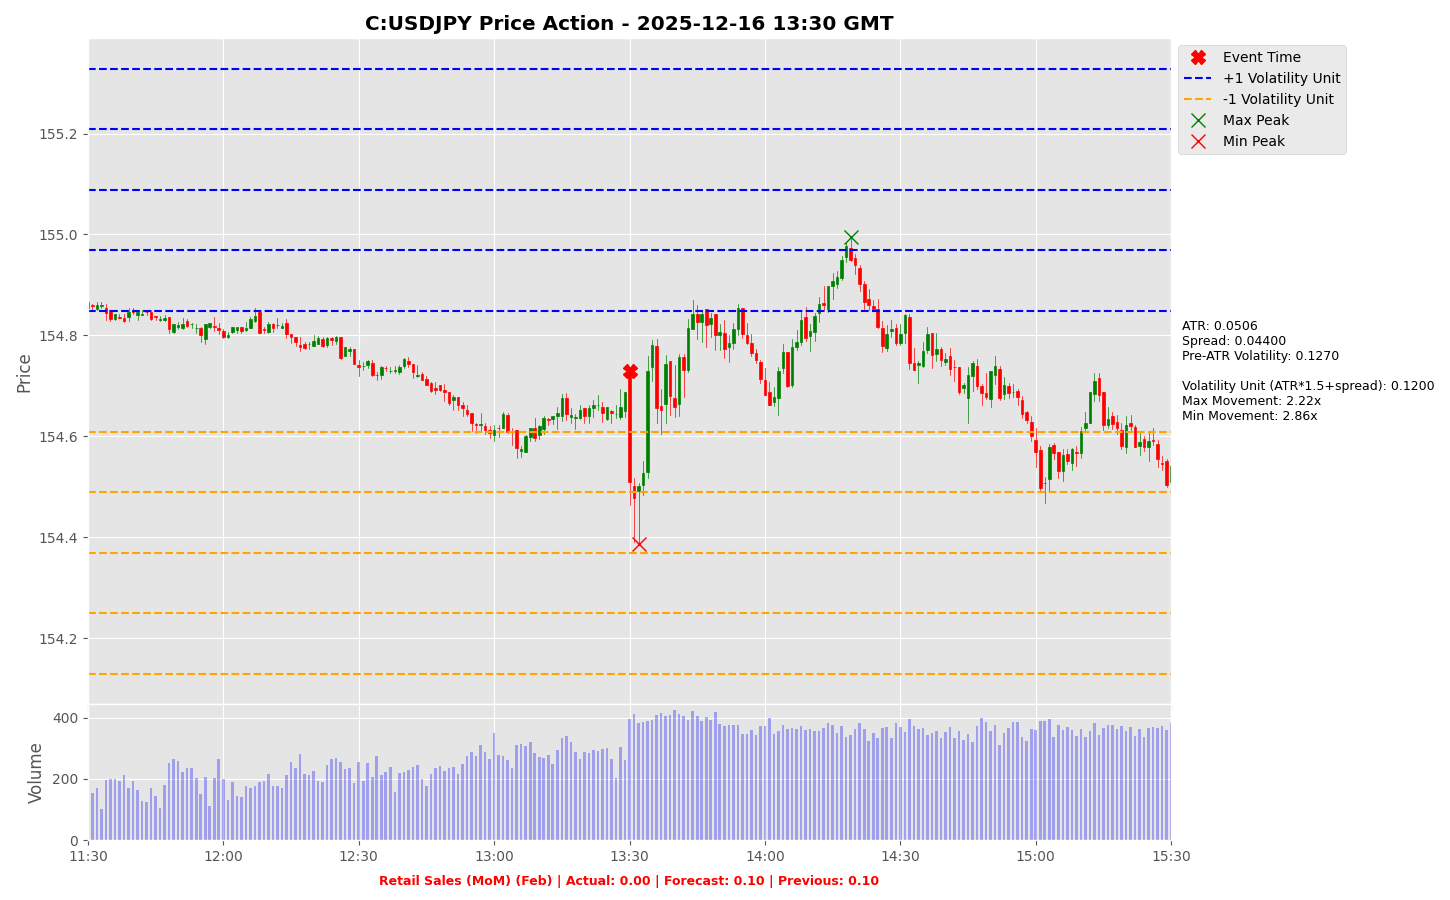 C:USDJPY Price Action - 2025-12-16 13:30 GMT
Event Time
+1 Volatility Unit
-1 Volatility Unit
Max Peak
Min Peak
155.2
155.0
154.8
154.6
154.4
154.2
Price
ATR: 0.0506
Spread: 0.04400
Pre-ATR Volatility: 0.1270
Volatility Unit (ATR*1.5+spread): 0.1200
Max Movement: 2.22x
Min Movement: 2.86x
400
200
0
Volume
11:30 12:00 12:30 13:00 13:30 14:00 14:30 15:00 15:30
Retail Sales (MoM) (Feb) | Actual: 0.00 | Forecast: 0.10 | Previous: 0.10